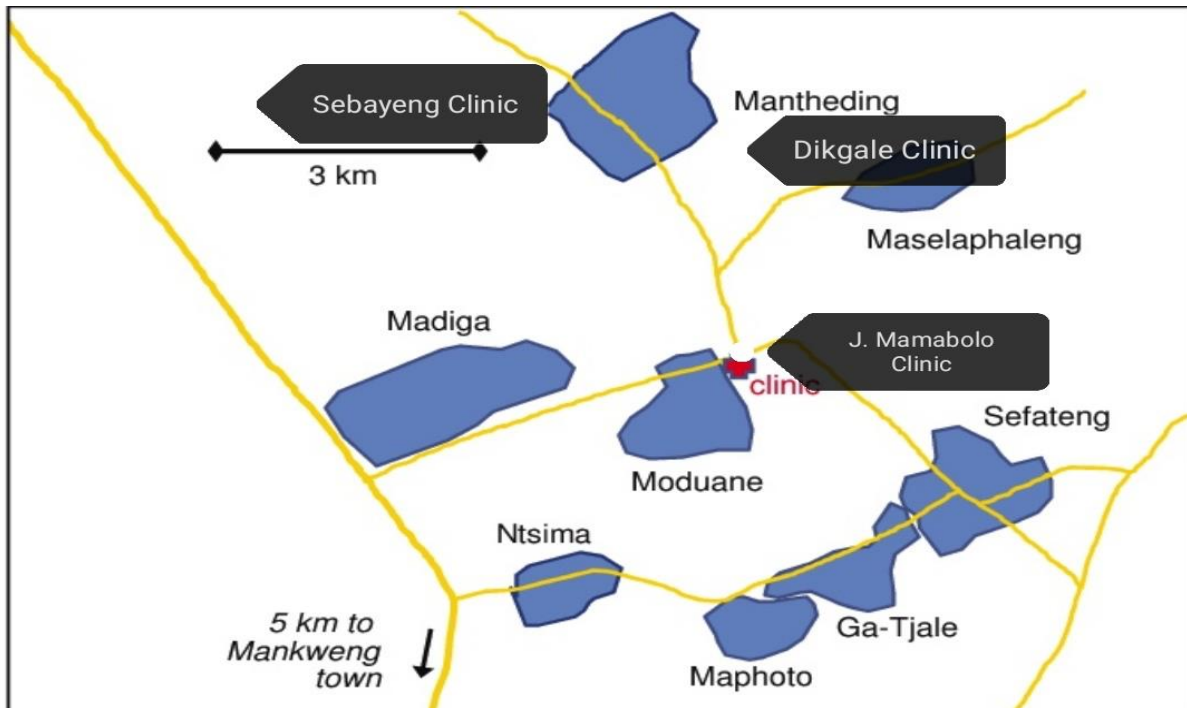 Sebayeng Clinic
Mantheding
3 km
Dikgale Clinic
Maselaphaleng
Madiga
J. Mamabolo
Clinic
clinic
Sefateng
Moduane
Ntsima
5 km to
Mankweng
town
Ga-Tjale
Maphoto